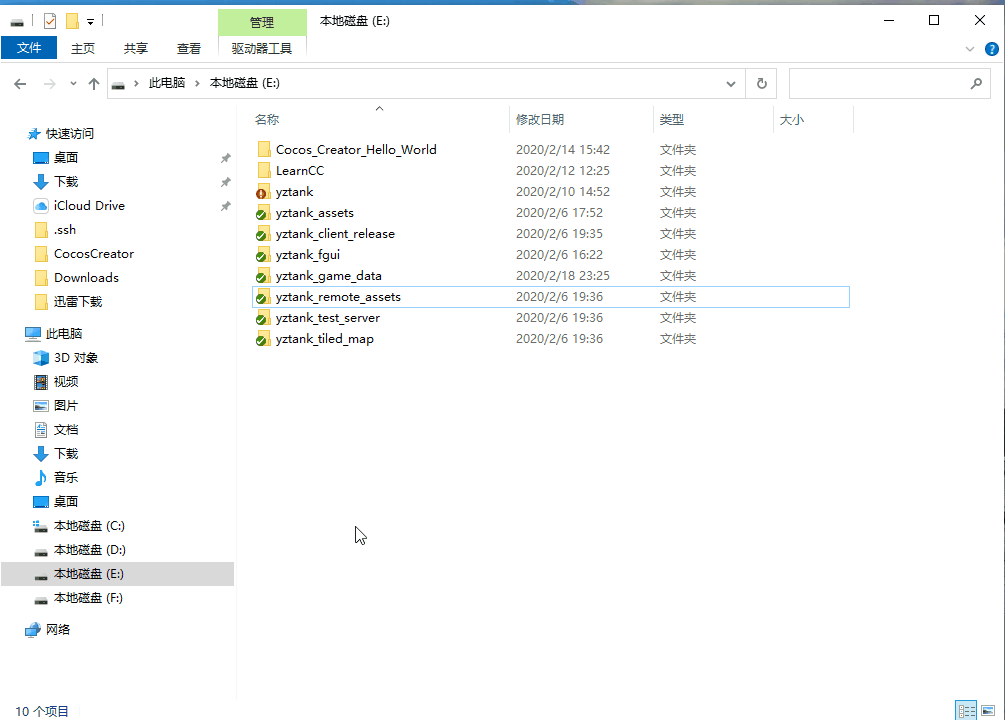 管理 本地磁盘 (E:)
文件 主页 共享 查看 驱动器工具
此电脑 本地磁盘 (E:)
名称 修改日期 类型 大小
快速访问
桌面
下载
iCloud Drive
.ssh
CocosCreator
Downloads
迅雷下载
此电脑
3D 对象
视频
图片
文档
下载
音乐
桌面
本地磁盘 (C:)
本地磁盘 (D:)
本地磁盘 (E:)
本地磁盘 (F:)
网络
Cocos_Creator_Hello_World 2020/2/14 15:42 文件夹
LearnCC 2020/2/12 12:25 文件夹
yztank 2020/2/10 14:52 文件夹
yztank_assets 2020/2/6 17:52 文件夹
yztank_client_release 2020/2/6 19:35 文件夹
yztank_fgui 2020/2/6 16:22 文件夹
yztank_game_data 2020/2/18 23:25 文件夹
yztank_remote_assets 2020/2/6 19:36 文件夹
yztank_test_server 2020/2/6 19:36 文件夹
yztank_tiled_map 2020/2/6 19:36 文件夹
10 个项目